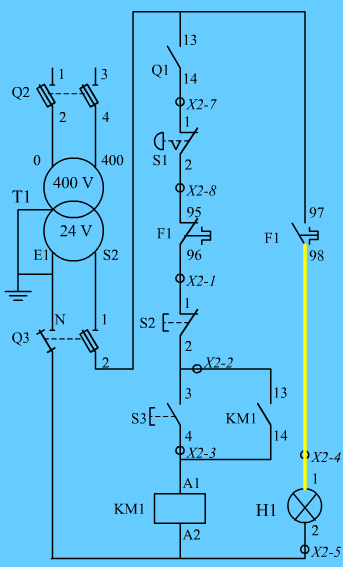 13
Q1
14
X2-7
1
3
Q2
2
4
1
S1
2
0
400
T1
400 V
24 V
X2-8
95
F1
96
97
F1
98
E1
S2
X2-1
N
1
Q3
2
1
S2
2
X2-2
3
S3
4
13
KM1
14
X2-3
X2-4
A1
KM1
A2
1
H1
2
X2-5